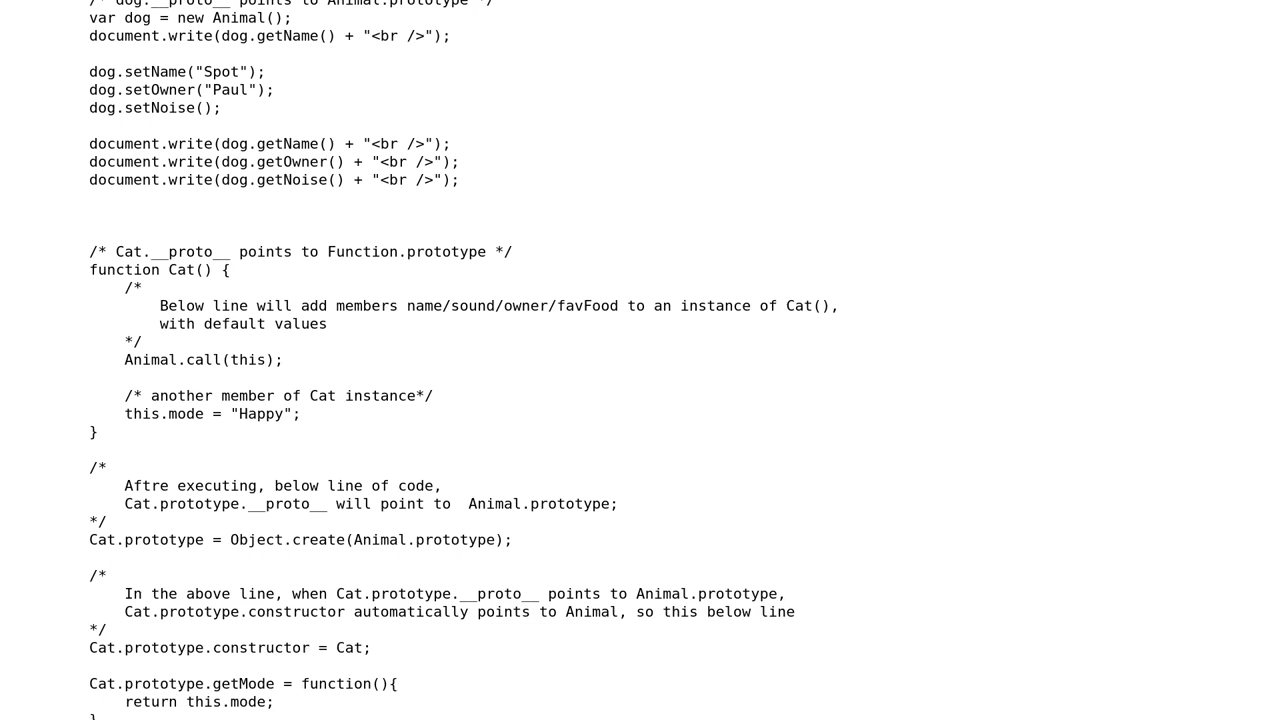 /* dog.__proto__ points to Animal.prototype */
var dog = new Animal();
document.write(dog.getName() + "<br />");

dog.setName("Spot");
dog.setOwner("Paul");
dog.setNoise();

document.write(dog.getName() + "<br />");
document.write(dog.getOwner() + "<br />");
document.write(dog.getNoise() + "<br />");

/* Cat.__proto__ points to Function.prototype */
function Cat() {
    /*
        Below line will add members name/sound/owner/favFood to an instance of Cat(),
        with default values
    */
    Animal.call(this);

    /* another member of Cat instance*/
    this.mode = "Happy";
}

/*
    Aftre executing, below line of code,
    Cat.prototype.__proto__ will point to  Animal.prototype;
*/
Cat.prototype = Object.create(Animal.prototype);

/*
    In the above line, when Cat.prototype.__proto__ points to Animal.prototype,
    Cat.prototype.constructor automatically points to Animal, so this below line
*/
Cat.prototype.constructor = Cat;

Cat.prototype.getMode = function(){
    return this.mode;
}